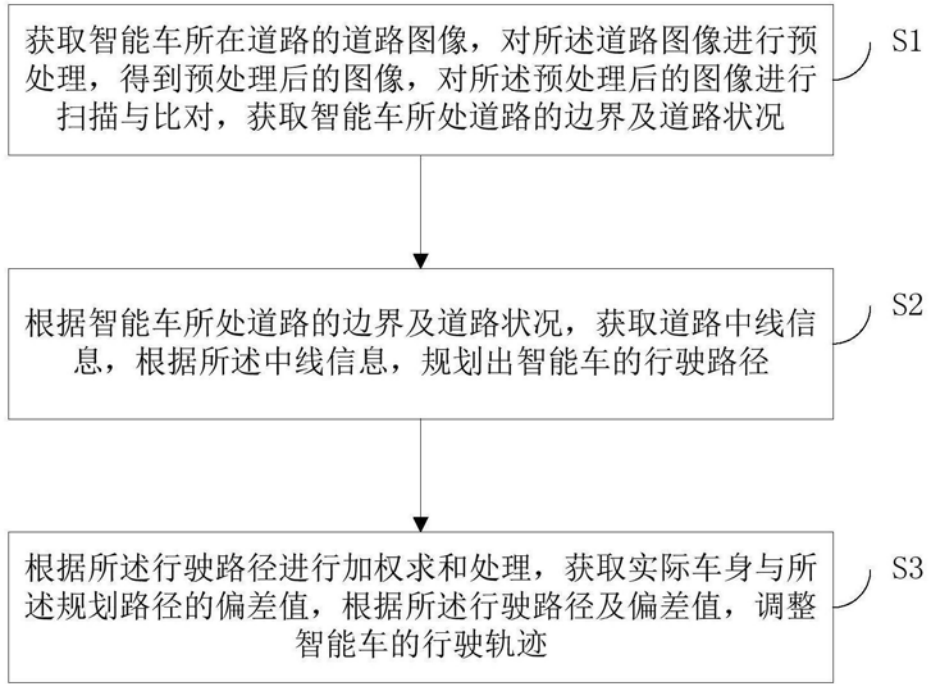 获取智能车所在道路的道路图像，对所述道路图像进行预
处理，得到预处理后的图像，对所述预处理后的图像进行
扫描与比对，获取智能车所处道路的边界及道路状况
S1
根据智能车所处道路的边界及道路状况，获取道路中线信
息，根据所述中线信息，规划出智能车的行驶路径
S2
根据所述行驶路径进行加权求和处理，获取实际车身与所
述规划路径的偏差值，根据所述行驶路径及偏差值，调整
智能车的行驶轨迹
S3